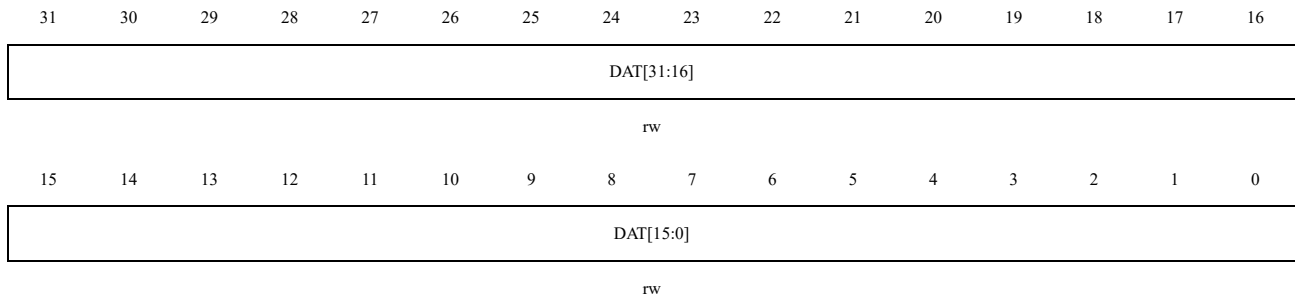 31 30 29 28 27 26 25 24 23 22 21 20 19 18 17 16
DAT[31:16]
rw
15 14 13 12 11 10 9 8 7 6 5 4 3 2 1 0
DAT[15:0]
rw